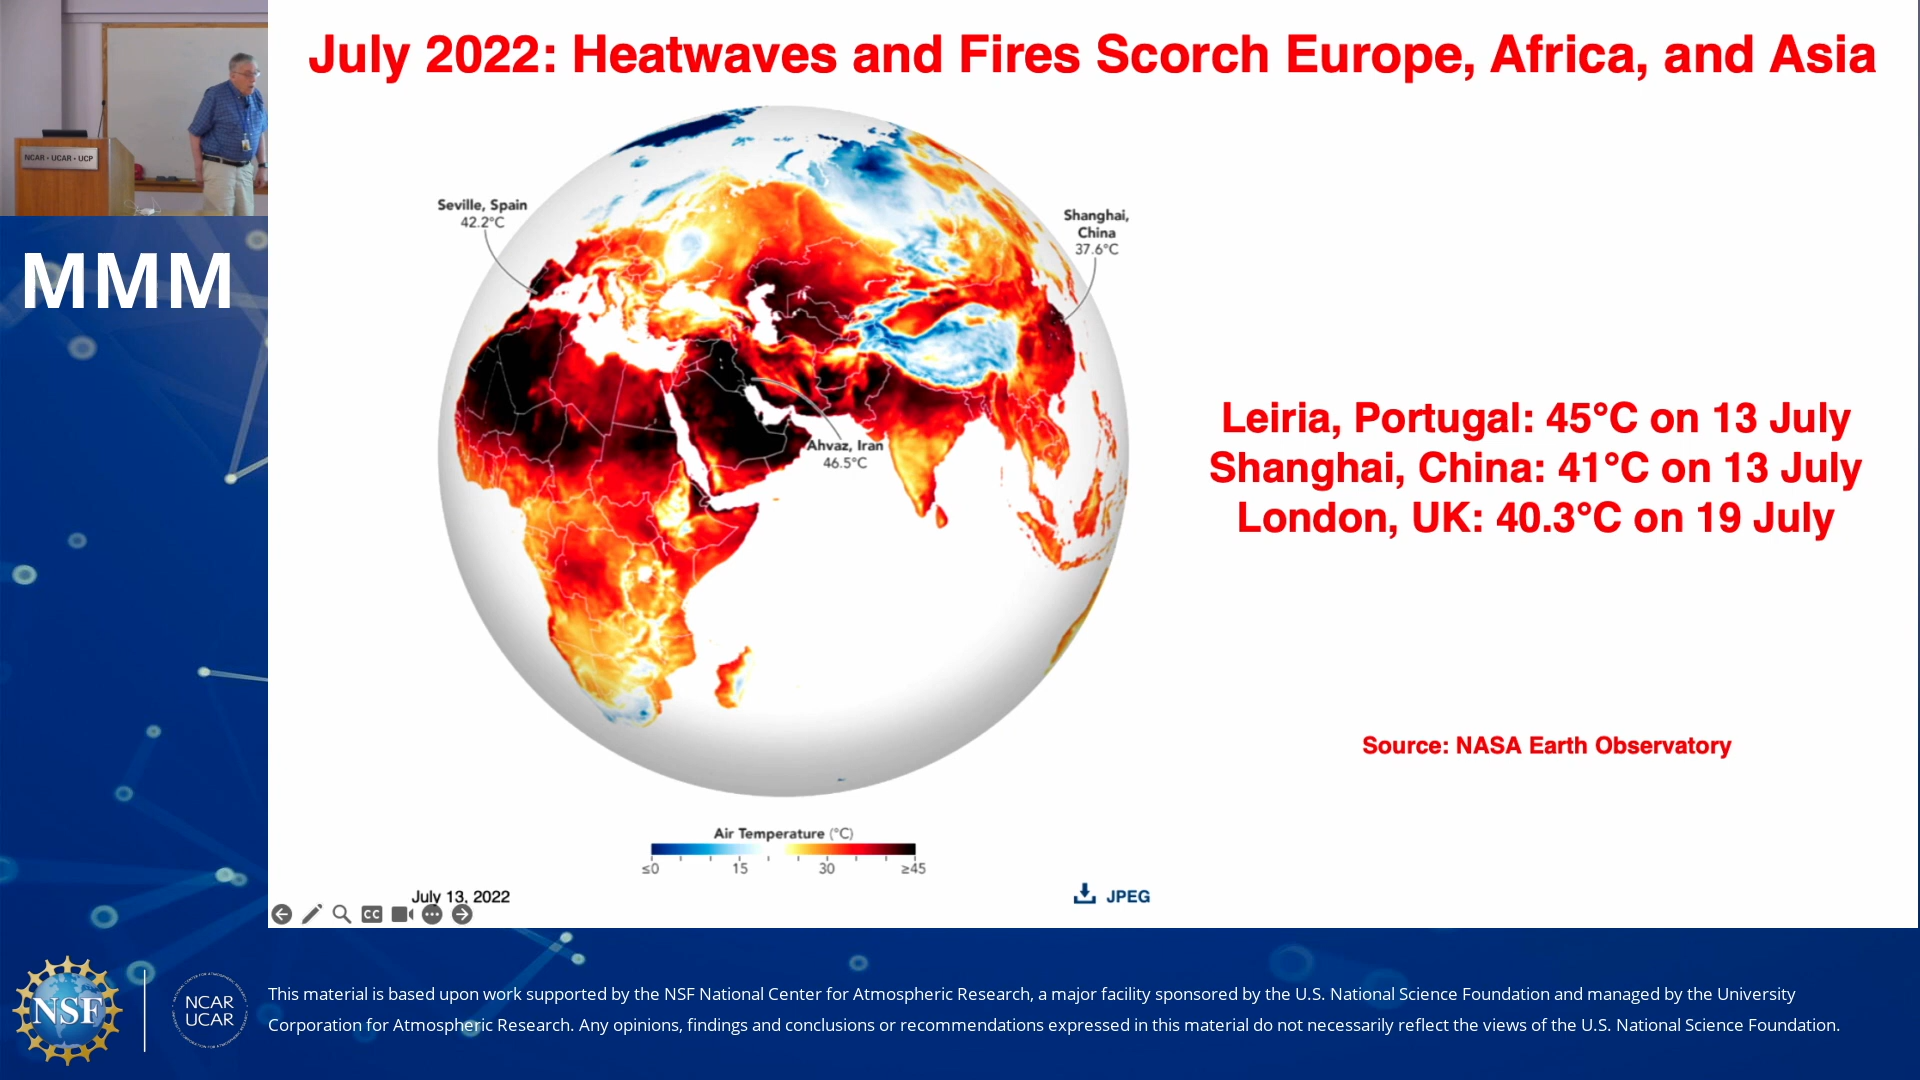 July 2022: Heatwaves and Fires Scorch Europe, Africa, and Asia
NCAR • UCAR • UCP
MMM
Seville, Spain
42.2°C
Shanghai,
China
37.6°C
Ahvaz, Iran
46.5°C
Leiria, Portugal: 45°C on 13 July
Shanghai, China: 41°C on 13 July
London, UK: 40.3°C on 19 July
Source: NASA Earth Observatory
Air Temperature (°C)
≤0 15 30 ≥45
July 13, 2022
JPEG
CC
NSF
NCAR
UCAR
This material is based upon work supported by the NSF National Center for Atmospheric Research, a major facility sponsored by the U.S. National Science Foundation and managed by the University
Corporation for Atmospheric Research. Any opinions, findings and conclusions or recommendations expressed in this material do not necessarily reflect the views of the U.S. National Science Foundation.